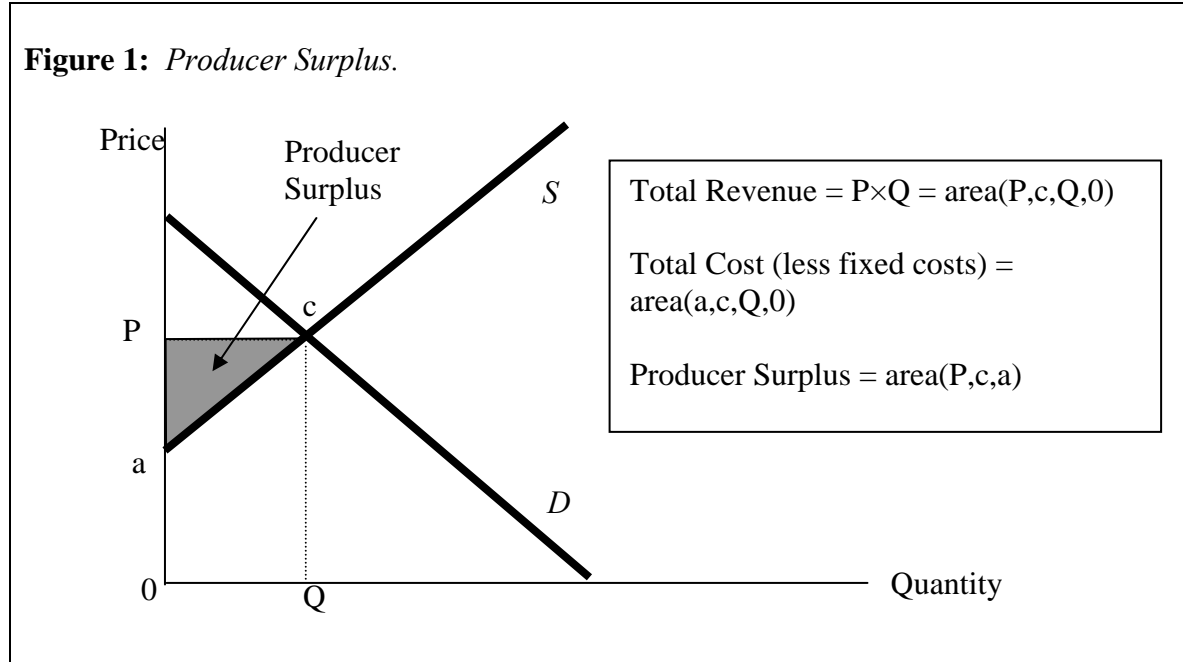 Figure 1: Producer Surplus.
Price
Producer
Surplus
S
Total Revenue = P×Q = area(P,c,Q,0)
Total Cost (less fixed costs) =
area(a,c,Q,0)
Producer Surplus = area(P,c,a)
c
P
a
D
0
Q
Quantity